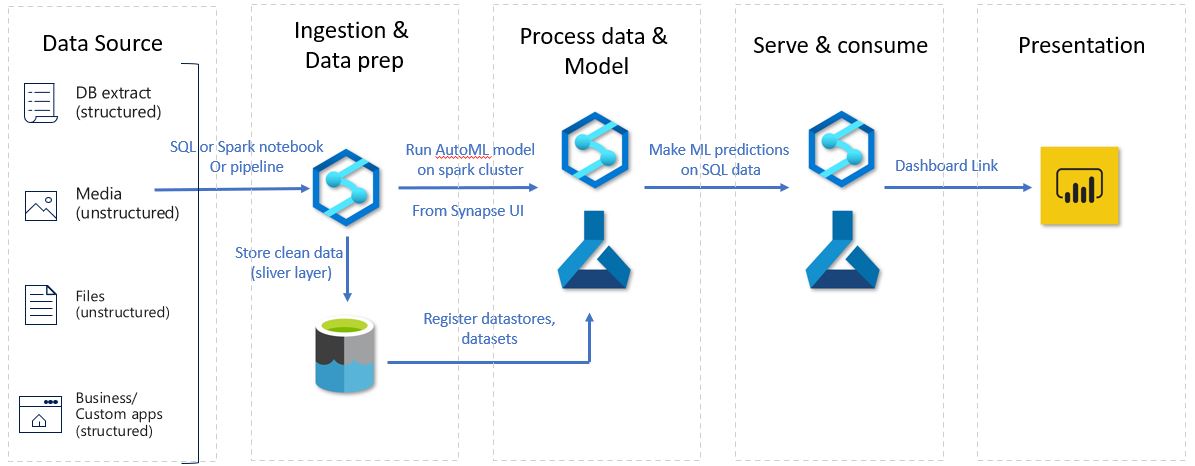 Data Source
DB extract
(structured)
Media
(unstructured)
Files
(unstructured)
Business/
Custom apps
(structured)
SQL or Spark notebook
Or pipeline
Ingestion &
Data prep
Store clean data
(sliver layer)
Run AutoML model
on spark cluster
From Synapse UI
Register datastores,
datasets
Process data &
Model
Make ML predictions
on SQL data
Serve & consume
Dashboard Link
Presentation